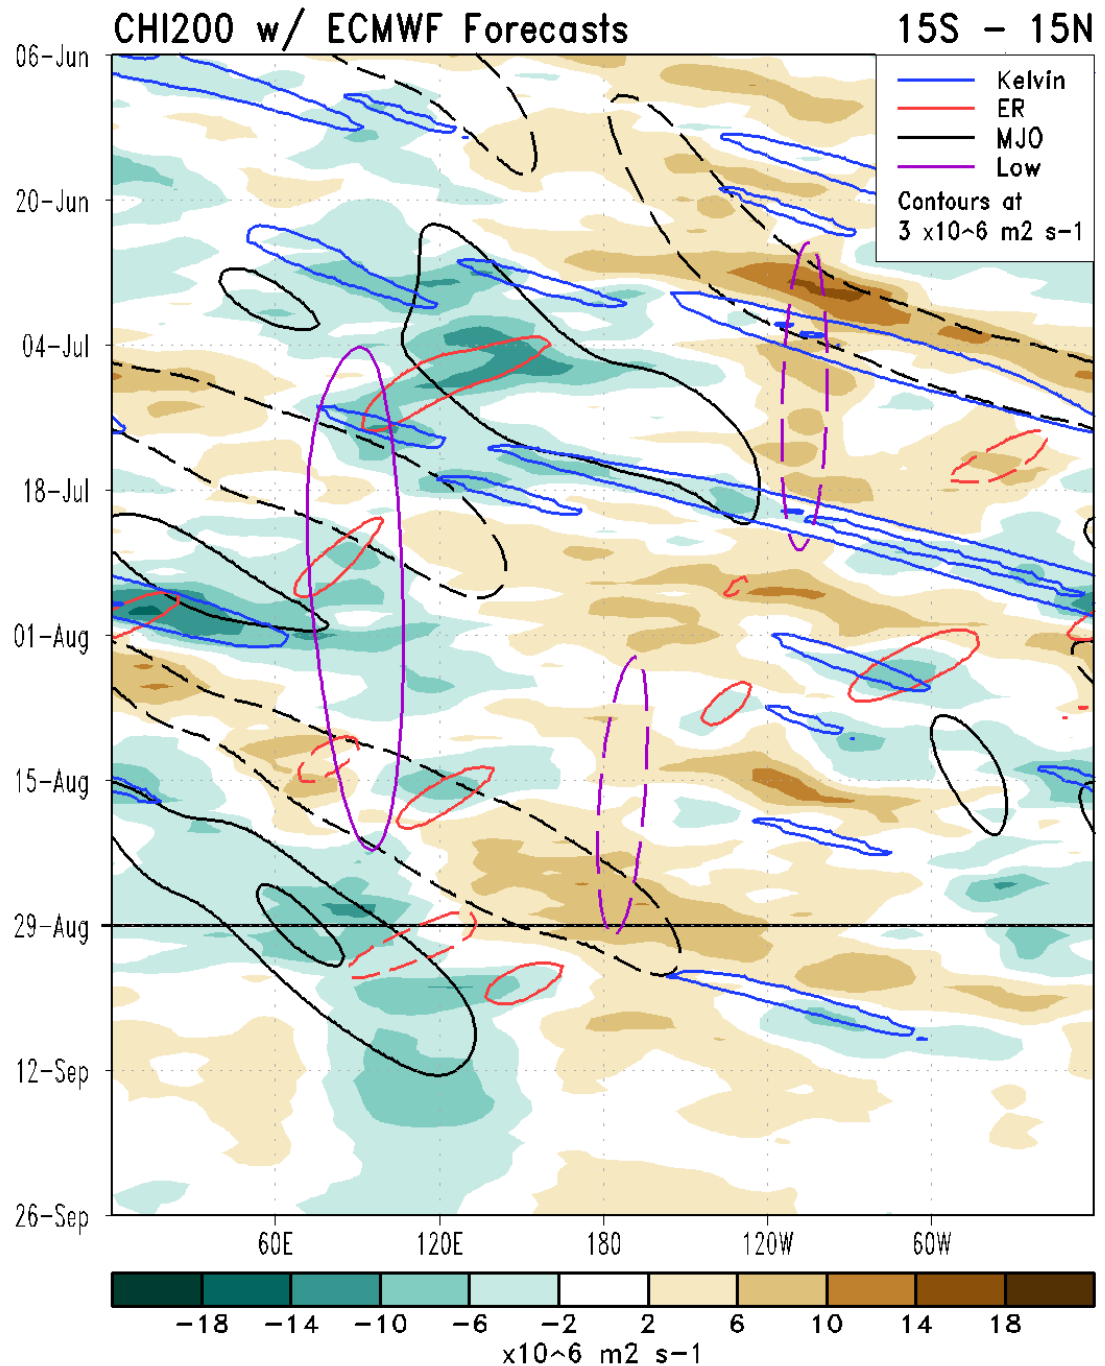 CHI200 w/ ECMWF Forecasts 15S - 15N
06-Jun
20-Jun
04-Jul
18-Jul
01-Aug
15-Aug
29-Aug
12-Sep
26-Sep
Kelvin
ER
MJO
Low
Contours at
3 x10^6 m2 s-1
60E 120E 180 120W 60W
-18 -14 -10 -6 -2 2 6 10 14 18
x10^6 m2 s-1